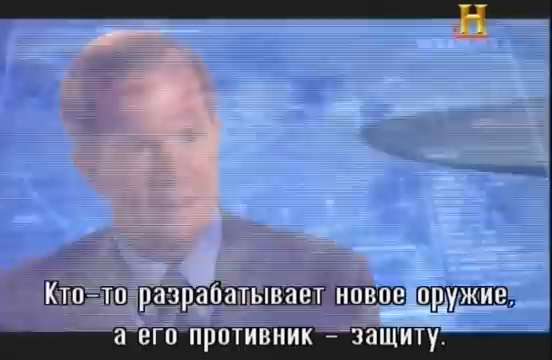 H
Кто-то разрабатывает новое оружие,
а его противник – защиту.